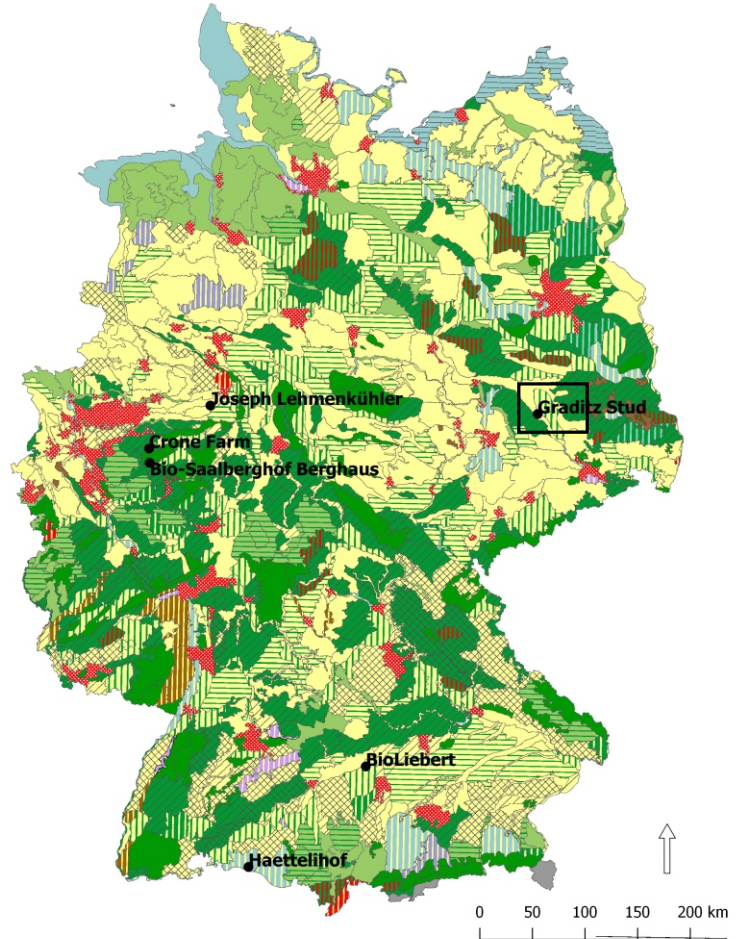 Joseph Lehmenkühler
Graditz Stud
Crone Farm
Bio-Saalberghof Berghaus
BioLiebert
Haettelihof
0 50 100 150 200 km